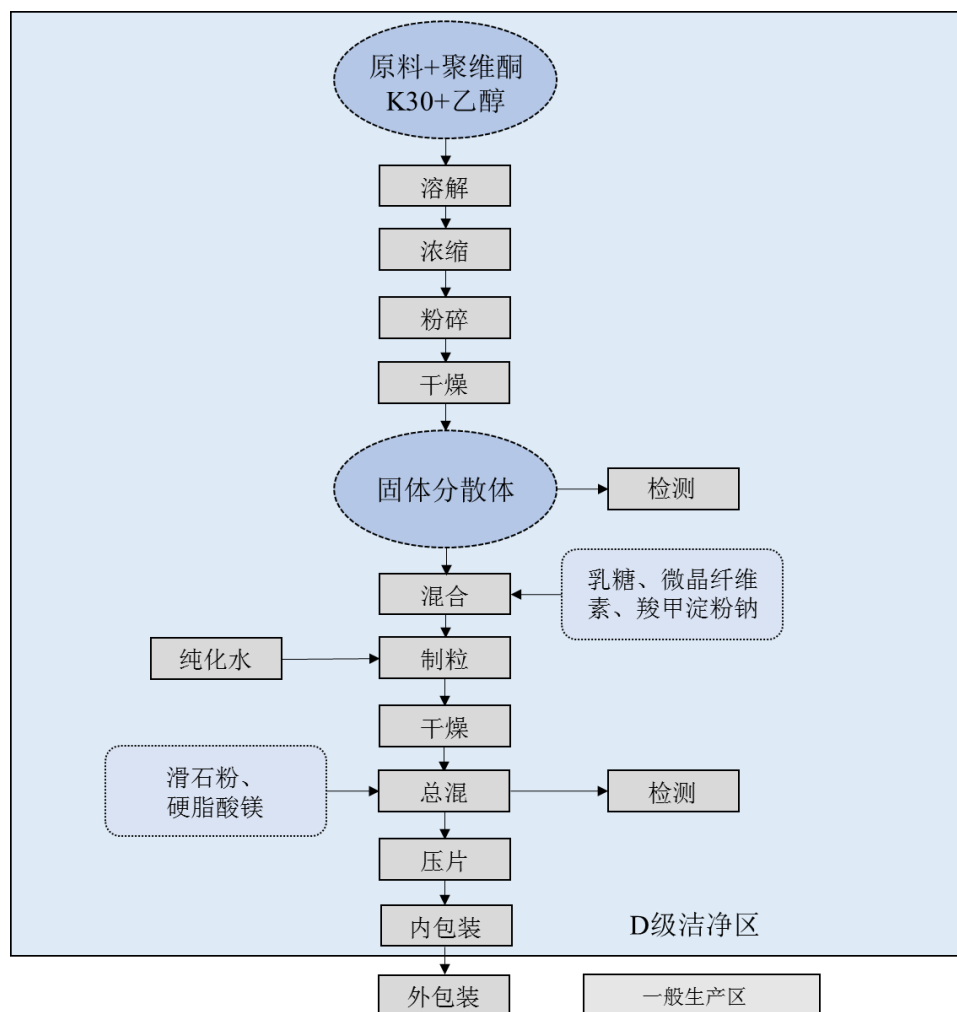 原料+聚维酮
K30+乙醇
溶解
浓缩
粉碎
干燥
固体分散体
检测
混合
乳糖、微晶纤维
素、羧甲淀粉钠
纯化水
制粒
干燥
滑石粉、
硬脂酸镁
总混
检测
压片
内包装
D级洁净区
外包装
一般生产区